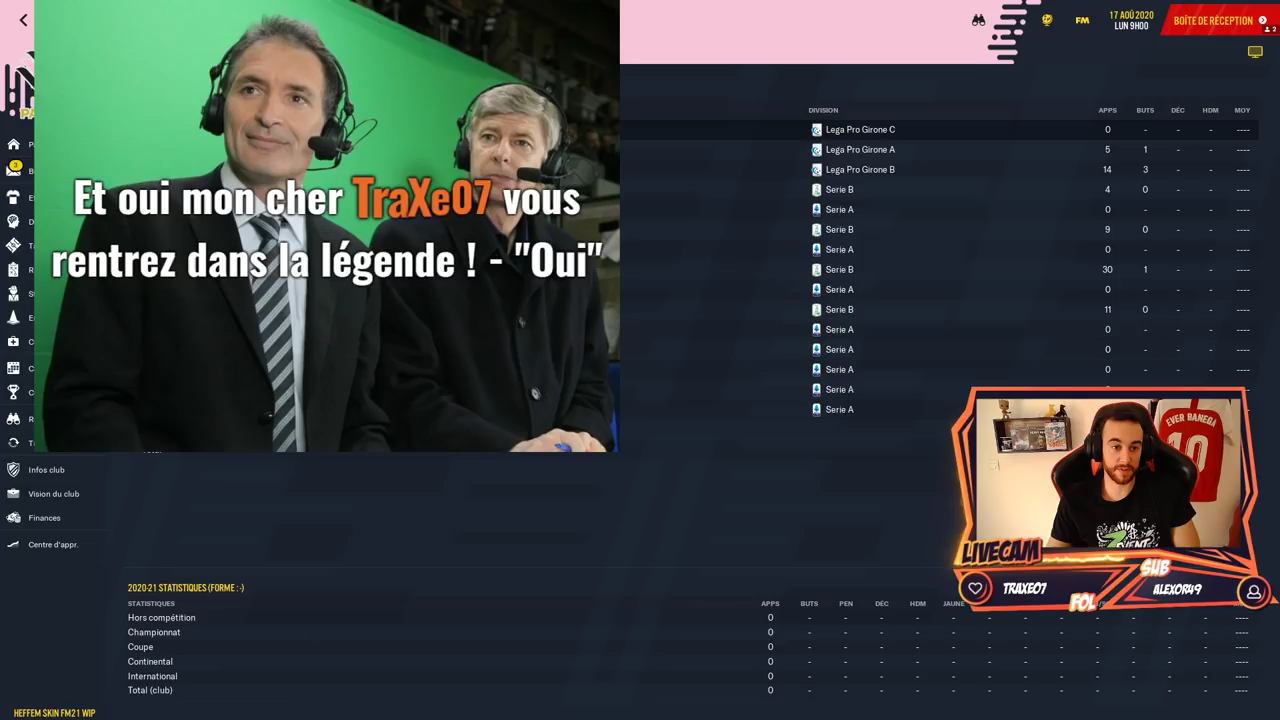 17 AOÛ 2020
LUN 9H00
BOÎTE DE RÉCEPTION
2
FM
3
Et oui mon cher TraXe07 vous
rentrez dans la légende ! - "Oui"
DIVISION APPS BUTS DÉC HDM MOY
Lega Pro Girone C 0 - - - ----
Lega Pro Girone A 5 1 - - ----
Lega Pro Girone B 14 3 - - ----
Serie B 4 0 - - ----
Serie A 0 - - - ----
Serie B 9 0 - - ----
Serie A 0 - - - ----
Serie B 30 1 - - ----
Serie A 0 - - - ----
Serie B 11 0 - - ----
Serie A 0 - - - ----
Serie A 0 - - - ----
Serie A 0 - - - ----
Serie A
Serie A
Infos club
Vision du club
Finances
Centre d'appr.
EVER BANEGA
10
LIVECAM
SUB
TRAXE07
ALEXOR49
FOL
2020-21 STATISTIQUES (FORME : -)
STATISTIQUES APPS BUTS PEN DÉC HDM JAUNE
Hors compétition 0 - - - - - - - - - - - ----
Championnat 0 - - - - - - - - - - - ----
Coupe 0 - - - - - - - - - - - ----
Continental 0 - - - - - - - - - - - ----
International 0 - - - - - - - - - - - ----
Total (club) 0 - - - - - - - - - - - ----
HEFFEM SKIN FM21 WIP